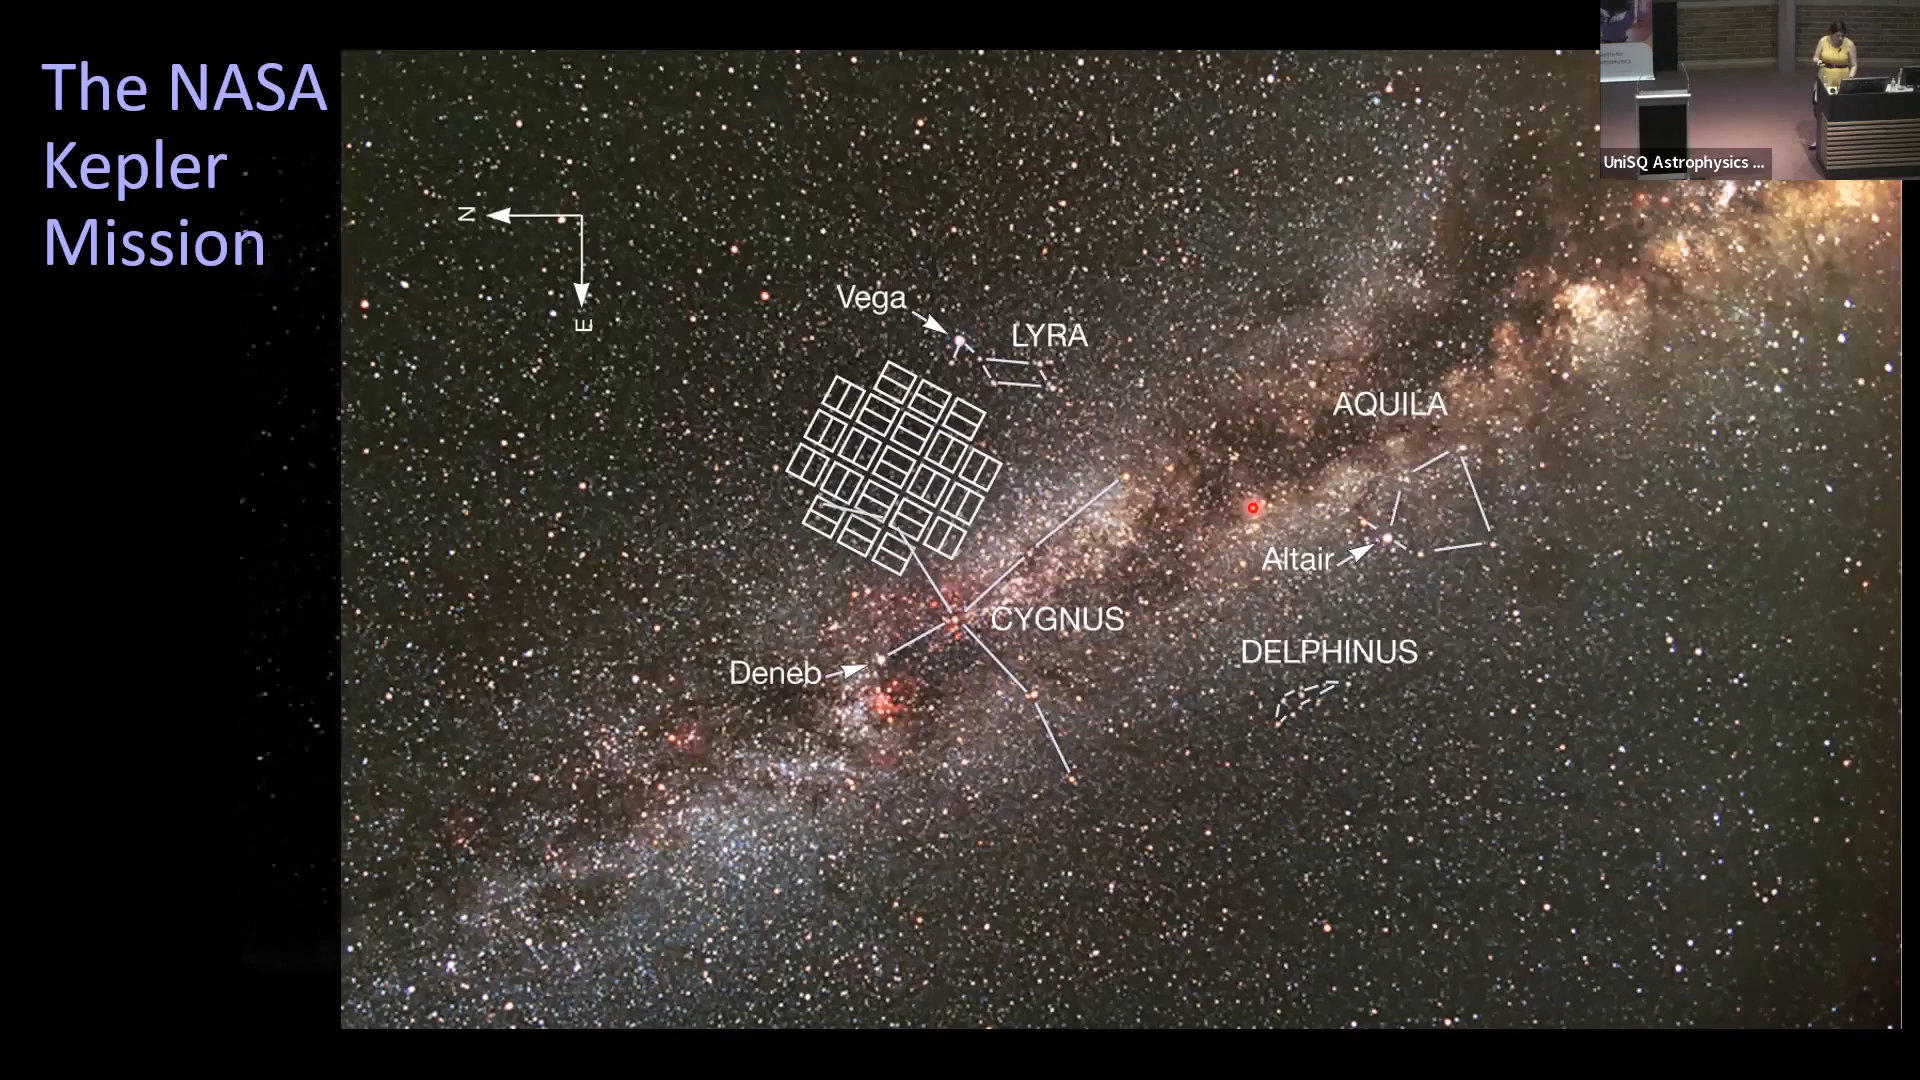 The NASA
Kepler
Mission
UniSQ Astrophysics ...
N
E
Vega
LYRA
AQUILA
Altair
CYGNUS
DELPHINUS
Deneb